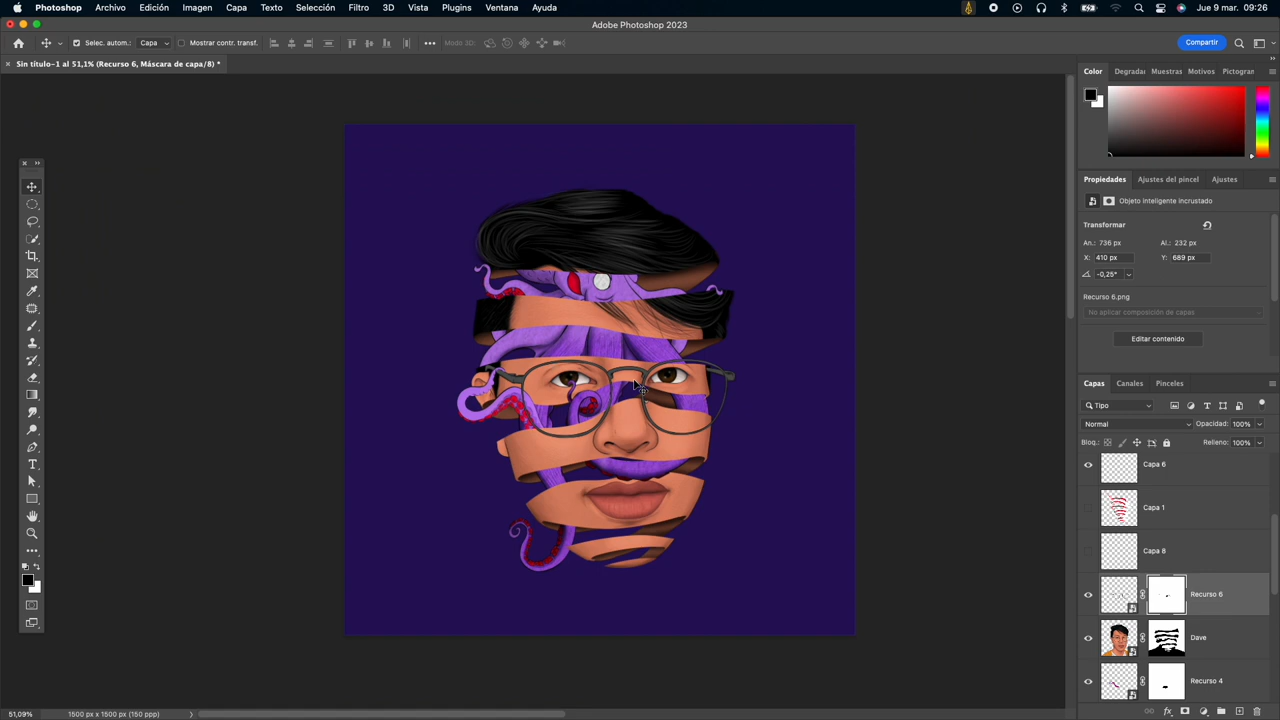 Photoshop Archivo Edición Imagen Capa Texto Selección Filtro 3D Vista Plugins Ventana Ayuda Jue 9 mar. 09:26
Adobe Photoshop 2023
Selec. autom.: Capa Mostrar contr. transf. Modo 3D: Compartir
Sin título-1 al 51,1% (Recurso 6, Máscara de capa/8) *
Color Degradad Muestras Motivos Pictogram
Propiedades Ajustes del pincel Ajustes
Objeto inteligente incrustado
Transformar
An.: 736 px Al.: 232 px
X: 410 px Y: 689 px
-0,25°
Recurso 6.png
No aplicar composición de capas
Editar contenido
Capas Canales Pinceles
Tipo
Normal Opacidad: 100%
Bloq.: Relleno: 100%
Capa 6
Capa 1
Capa 8
Recurso 6
Dave
Recurso 4
51,09% 1500 px x 1500 px (150 ppp)